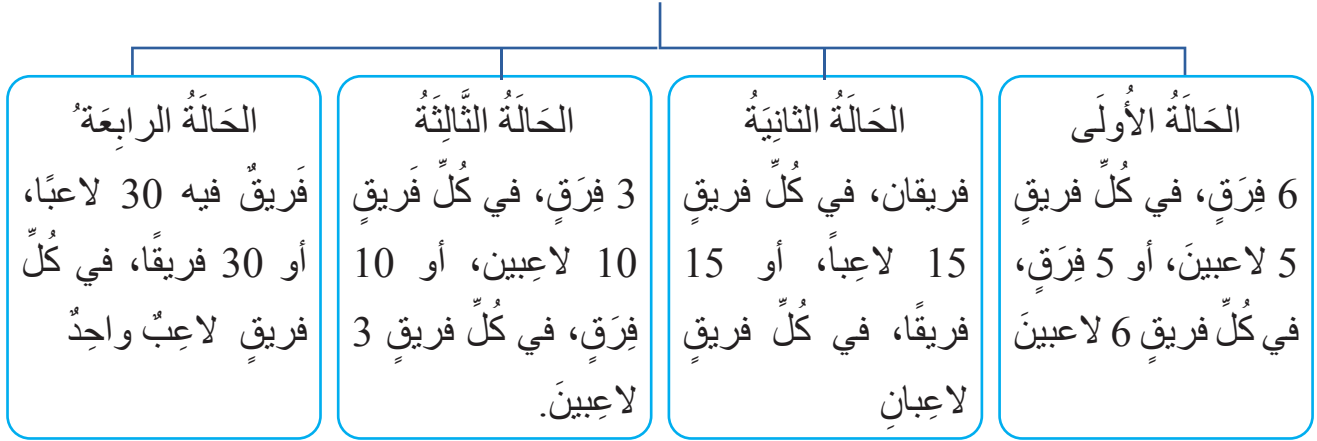 الحَالَةُ الأُولَى
6 فِرَقٍ، في كُلِّ فريقٍ
5 لاعبينَ، أو 5 فِرَقٍ،
في كُلِّ فريقٍ 6 لاعبينَ
الحَالَةُ الثانِيَةُ
فريقان، في كُلِّ فريقٍ
15 لاعِباً، أو 15
فريقًا، في كُلِّ فريقٍ
لاعِبانِ
الحَالَةُ الثَّالِثَةُ
3 فِرَقٍ، في كُلِّ فَريقٍ
10 لاعِبين، أو 10
فِرَقٍ، في كُلِّ فريقٍ 3
لاعِبينَ.
الحَالَةُ الرابِعَة ُ
فَريقٌ فيه 30 لاعبًا،
أو 30 فريقًا، في كُلِّ
فريقٍ لاعِبٌ واحِدٌ